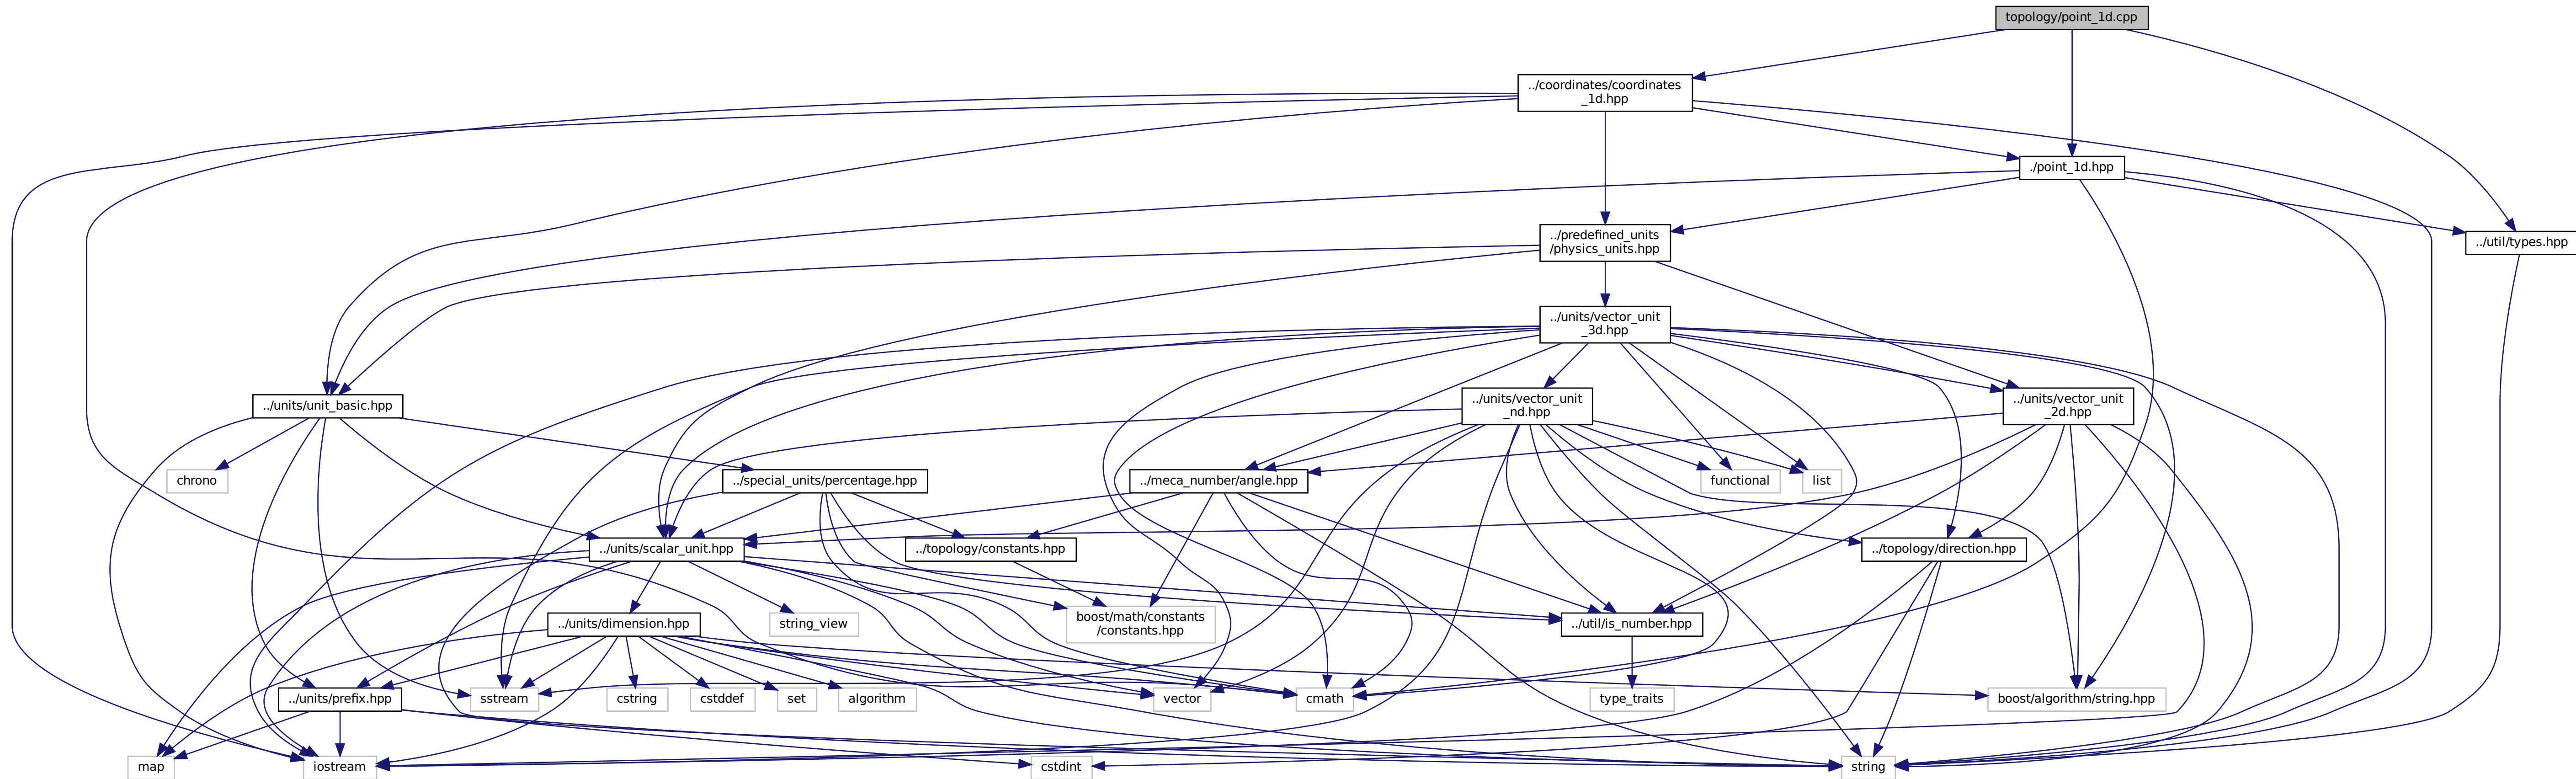 topology/point_1d.cpp
../coordinates/coordinates
_1d.hpp
./point_1d.hpp
../predefined_units
/physics_units.hpp
../util/types.hpp
../units/vector_unit
_3d.hpp
../units/unit_basic.hpp
../units/vector_unit
_nd.hpp
../units/vector_unit
_2d.hpp
chrono
../special_units/percentage.hpp
../meca_number/angle.hpp
functional
list
../units/scalar_unit.hpp
../topology/constants.hpp
../topology/direction.hpp
../units/dimension.hpp
string_view
boost/math/constants
/constants.hpp
../util/is_number.hpp
../units/prefix.hpp
sstream
cstring
cstddef
set
algorithm
vector
cmath
type_traits
boost/algorithm/string.hpp
map
iostream
cstdint
string